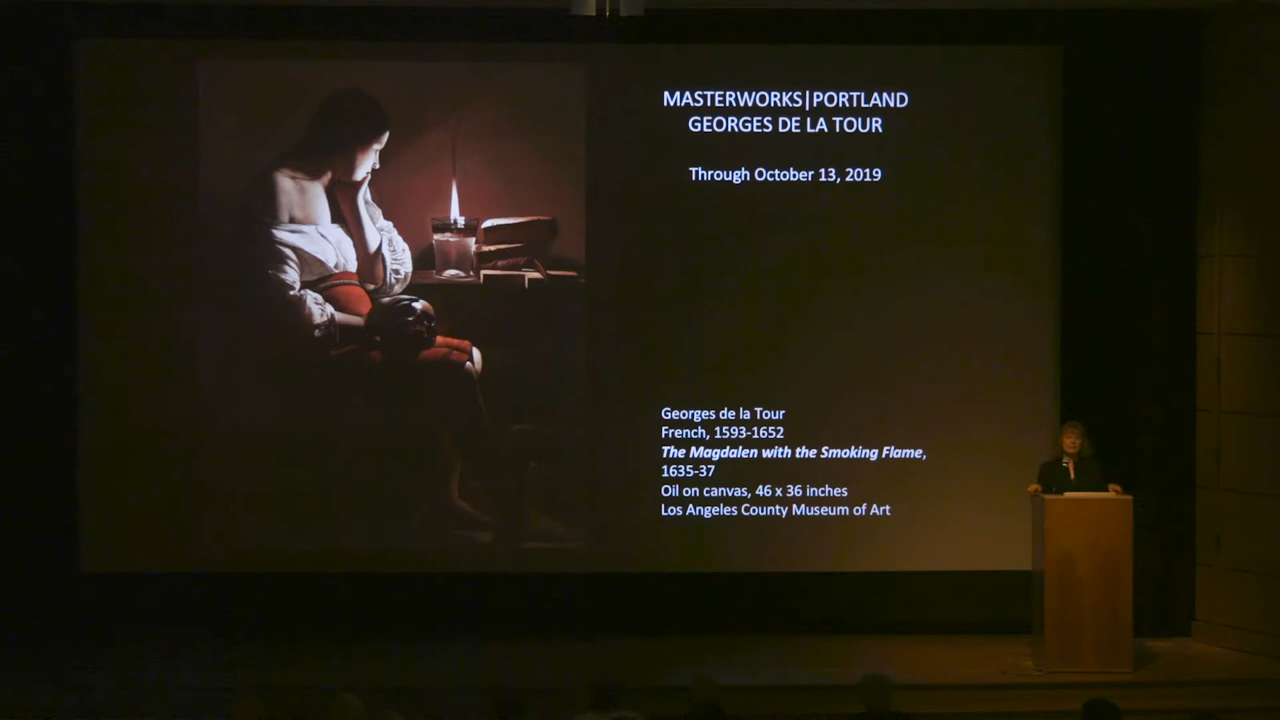 MASTERWORKS|PORTLAND
GEORGES DE LA TOUR
Through October 13, 2019
Georges de la Tour
French, 1593-1652
The Magdalen with the Smoking Flame,
1635-37
Oil on canvas, 46 x 36 inches
Los Angeles County Museum of Art